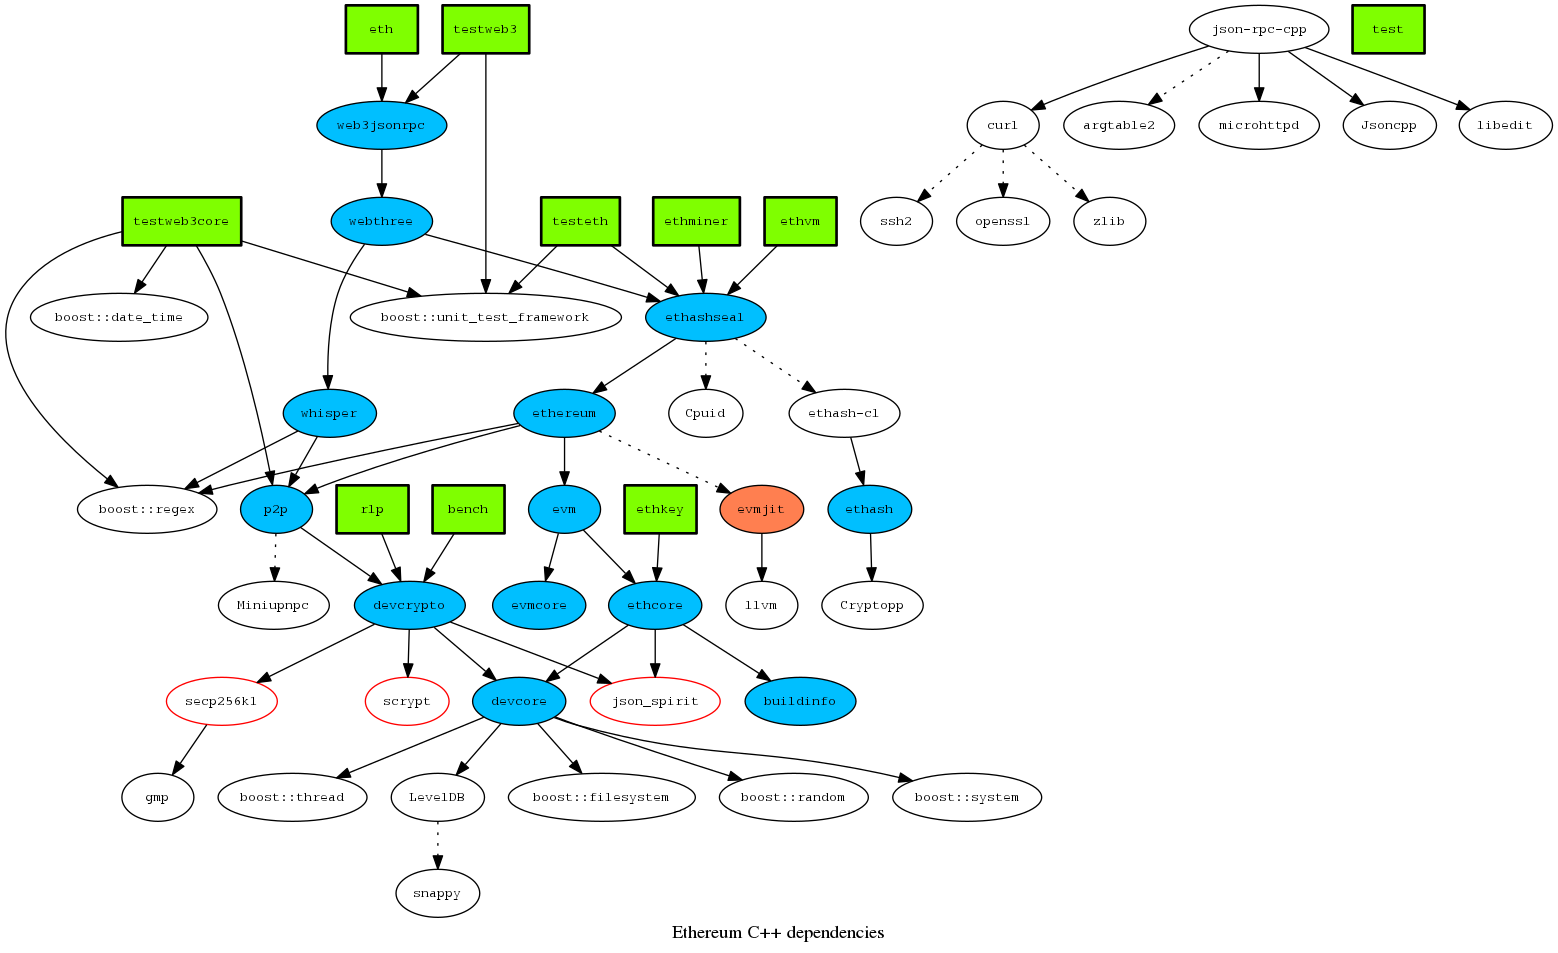 eth
testweb3
json-rpc-cpp
test
web3jsonrpc
curl
argtable2
microhttpd
Jsoncpp
libedit
testweb3core
webthree
testeth
ethminer
ethvm
ssh2
openssl
zlib
boost::date_time
boost::unit_test_framework
ethashseal
whisper
ethereum
Cpuid
ethash-cl
boost::regex
p2p
rlp
bench
evm
ethkey
evmjit
ethash
Miniupnpc
devcrypto
evmcore
ethcore
llvm
Cryptopp
secp256k1
scrypt
devcore
json_spirit
buildinfo
gmp
boost::thread
LevelDB
boost::filesystem
boost::random
boost::system
snappy
Ethereum C++ dependencies